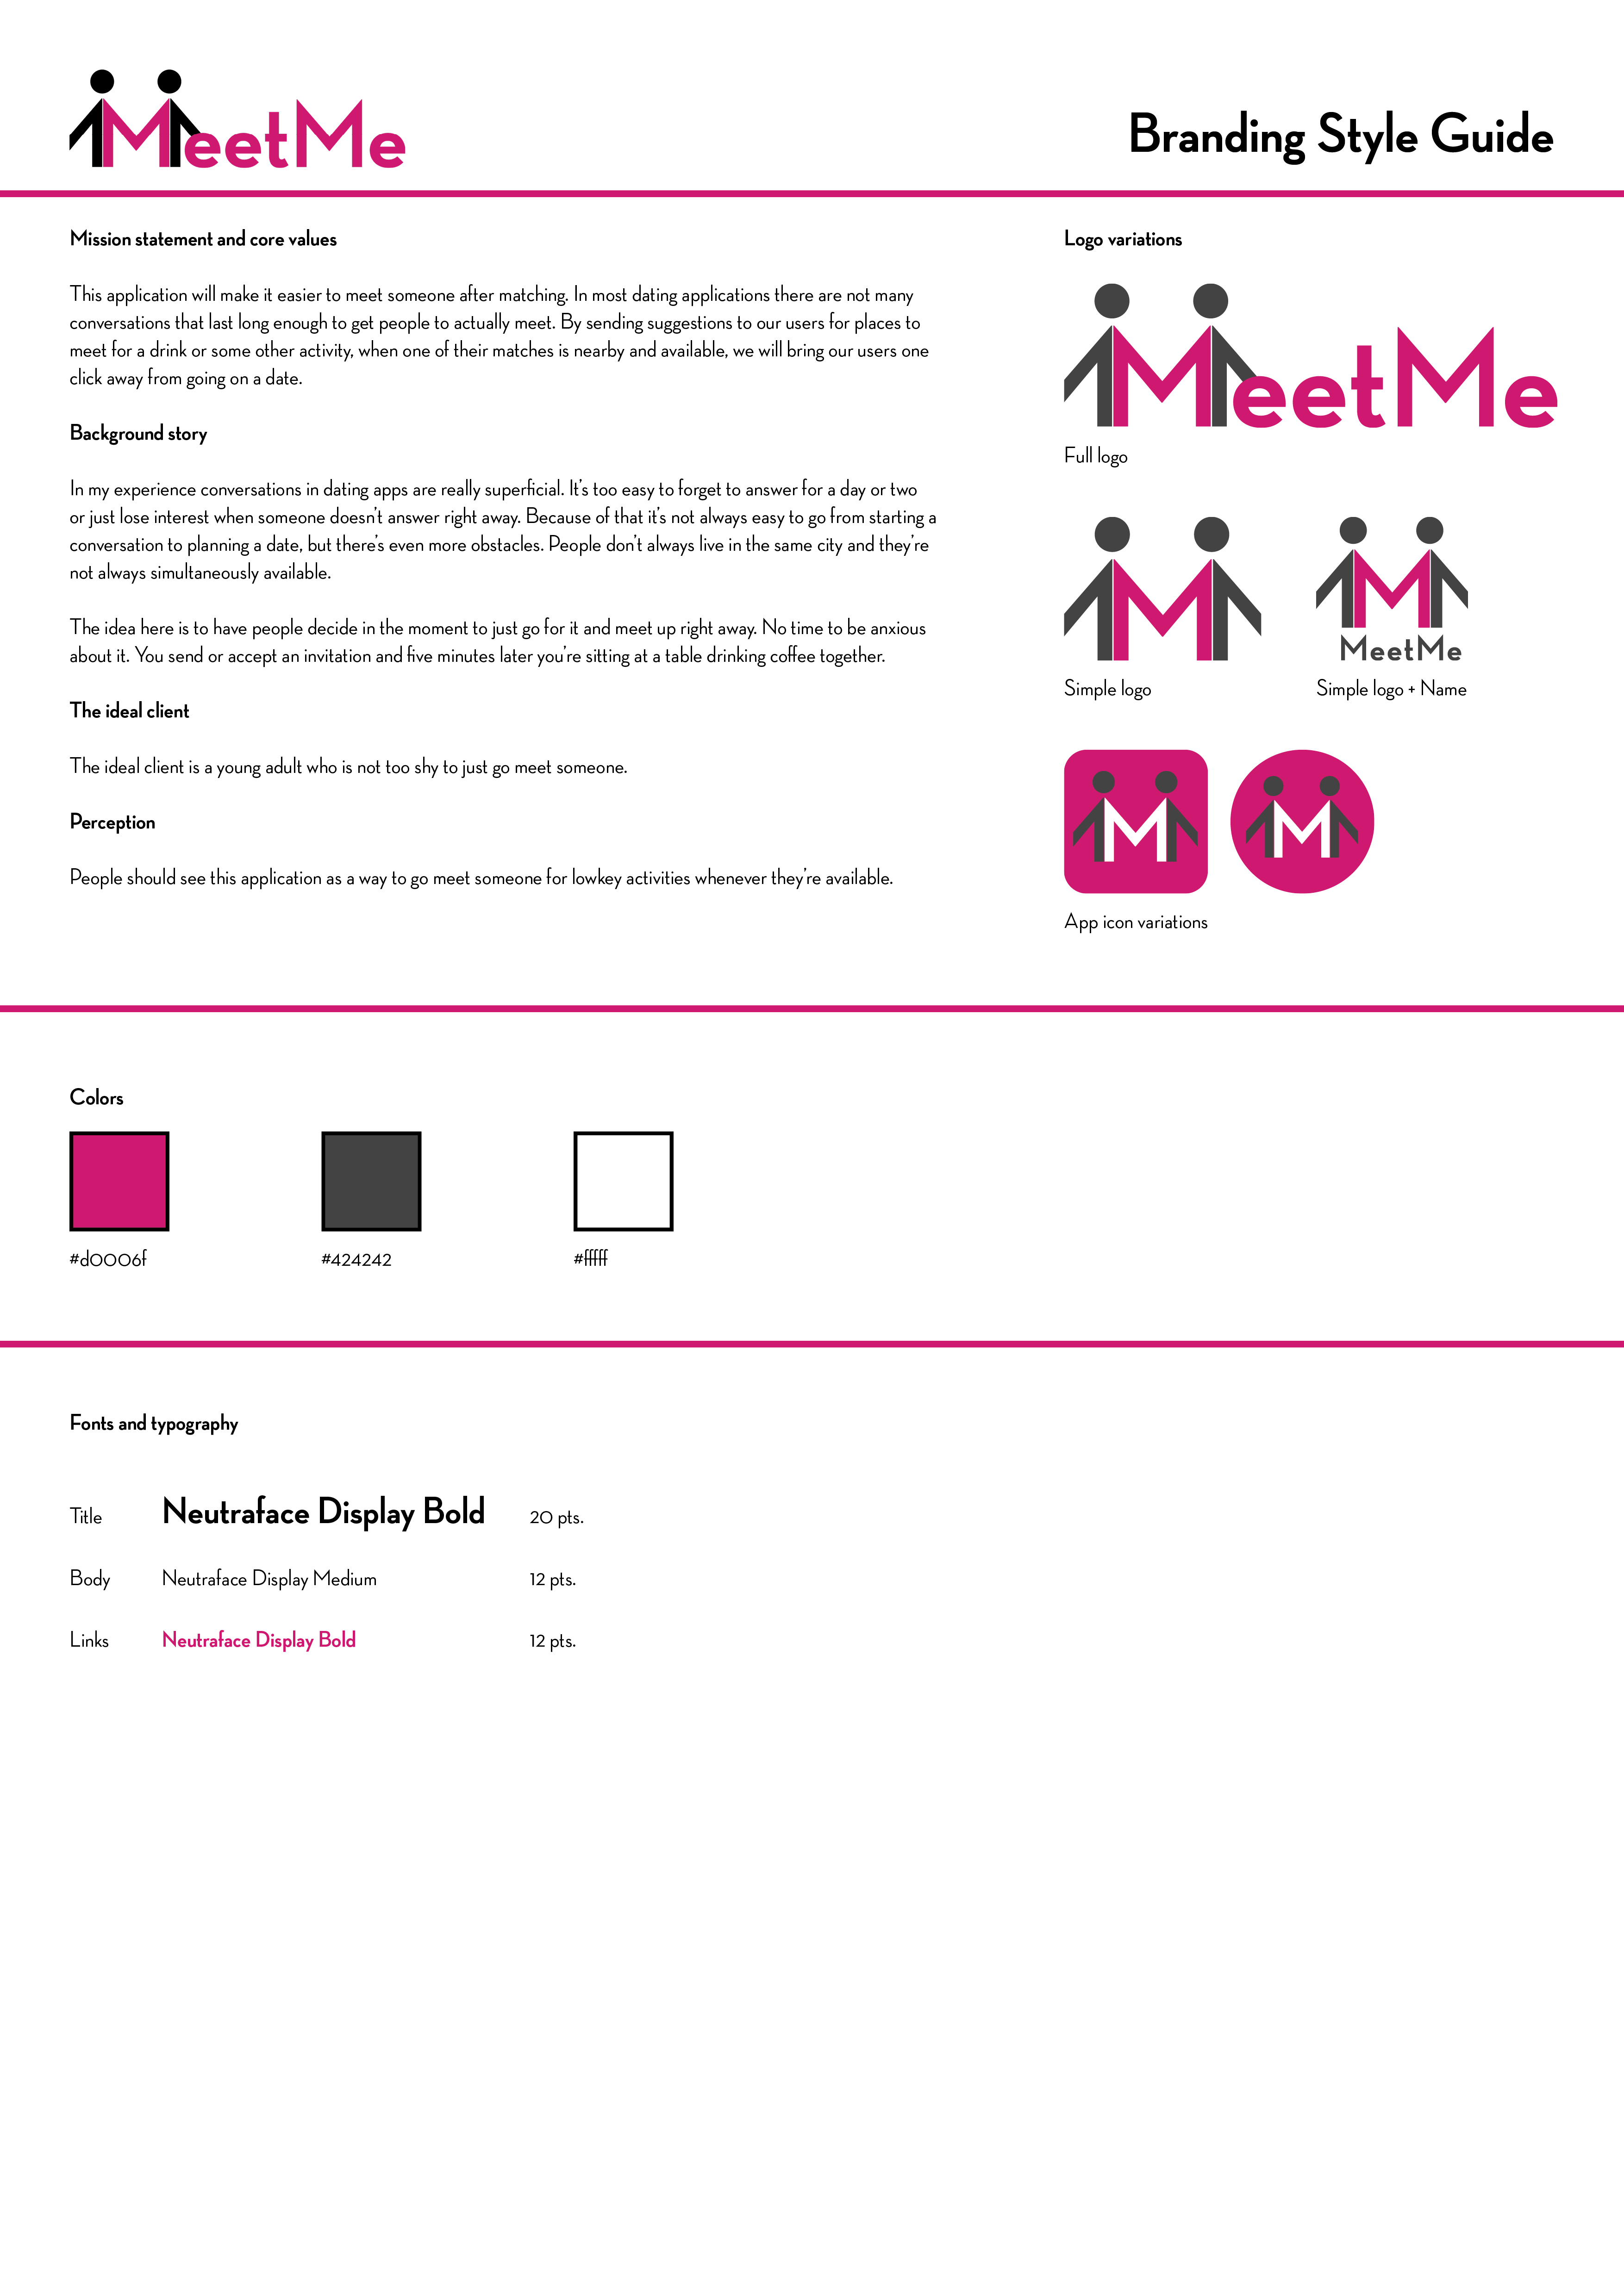 MeetMe
Branding Style Guide
Mission statement and core values
This application will make it easier to meet someone after matching. In most dating applications there are not many
conversations that last long enough to get people to actually meet. By sending suggestions to our users for places to
meet for a drink or some other activity, when one of their matches is nearby and available, we will bring our users one
click away from going on a date.
Background story
In my experience conversations in dating apps are really superficial. It's too easy to forget to answer for a day or two
or just lose interest when someone doesn't answer right away. Because of that it's not always easy to go from starting a
conversation to planning a date, but there's even more obstacles. People don't always live in the same city and they're
not always simultaneously available.
The idea here is to have people decide in the moment to just go for it and meet up right away. No time to be anxious
about it. You send or accept an invitation and five minutes later you're sitting at a table drinking coffee together.
The ideal client
The ideal client is a young adult who is not too shy to just go meet someone.
Perception
People should see this application as a way to go meet someone for lowkey activities whenever they're available.
Logo variations
MeetMe
Full logo
M
Simple logo
M
MeetMe
Simple logo + Name
M
M
App icon variations
Colors
#d0006f
#424242
#fffff
Fonts and typography
Title Neutraface Display Bold 20 pts.
Body Neutraface Display Medium 12 pts.
Links Neutraface Display Bold 12 pts.